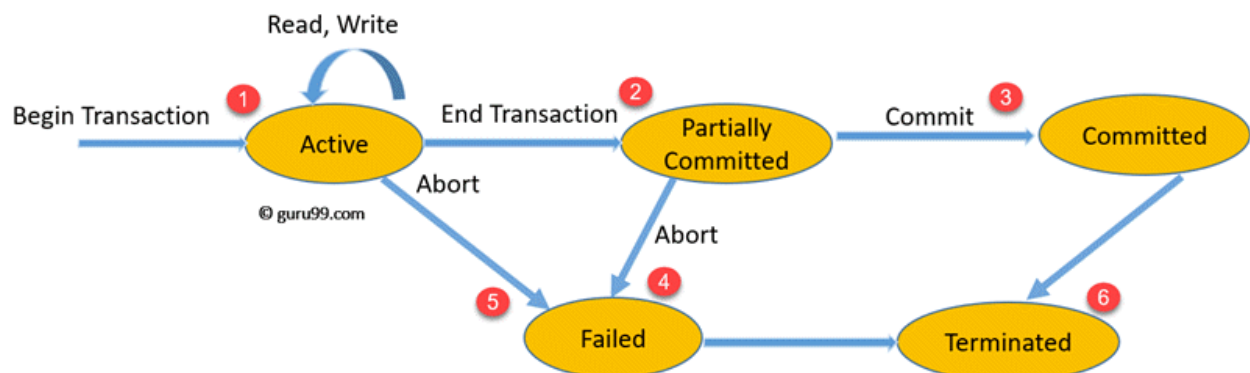 Read, Write
1
2
3
Begin Transaction
End Transaction
Commit
Active
Partially
Committed
Committed
Abort
© guru99.com
Abort
5
4
6
Failed
Terminated